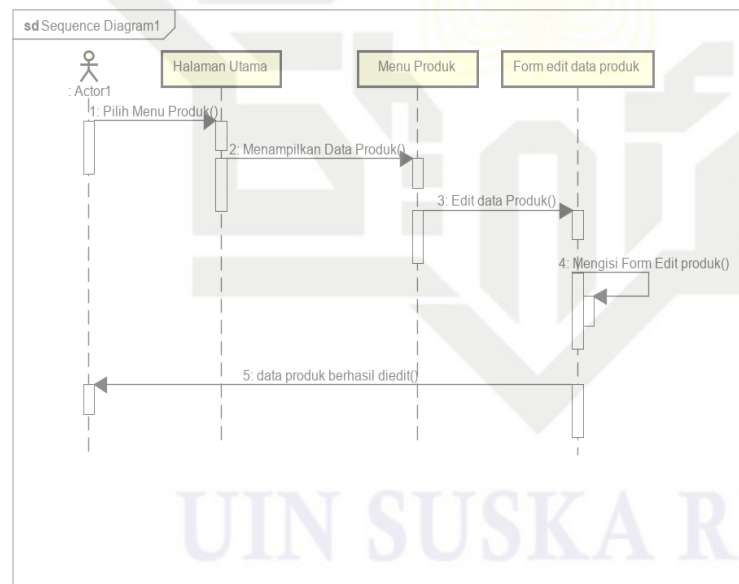 sd Sequence Diagram1
Halaman Utama
Menu Produk
Form edit data produk
: Actor1
1: Pilih Menu Produk()
2: Menampilkan Data Produk()
3: Edit data Produk()
4: Mengisi Form Edit produk()
5: data produk berhasil diedit()
UIN SUSKA R